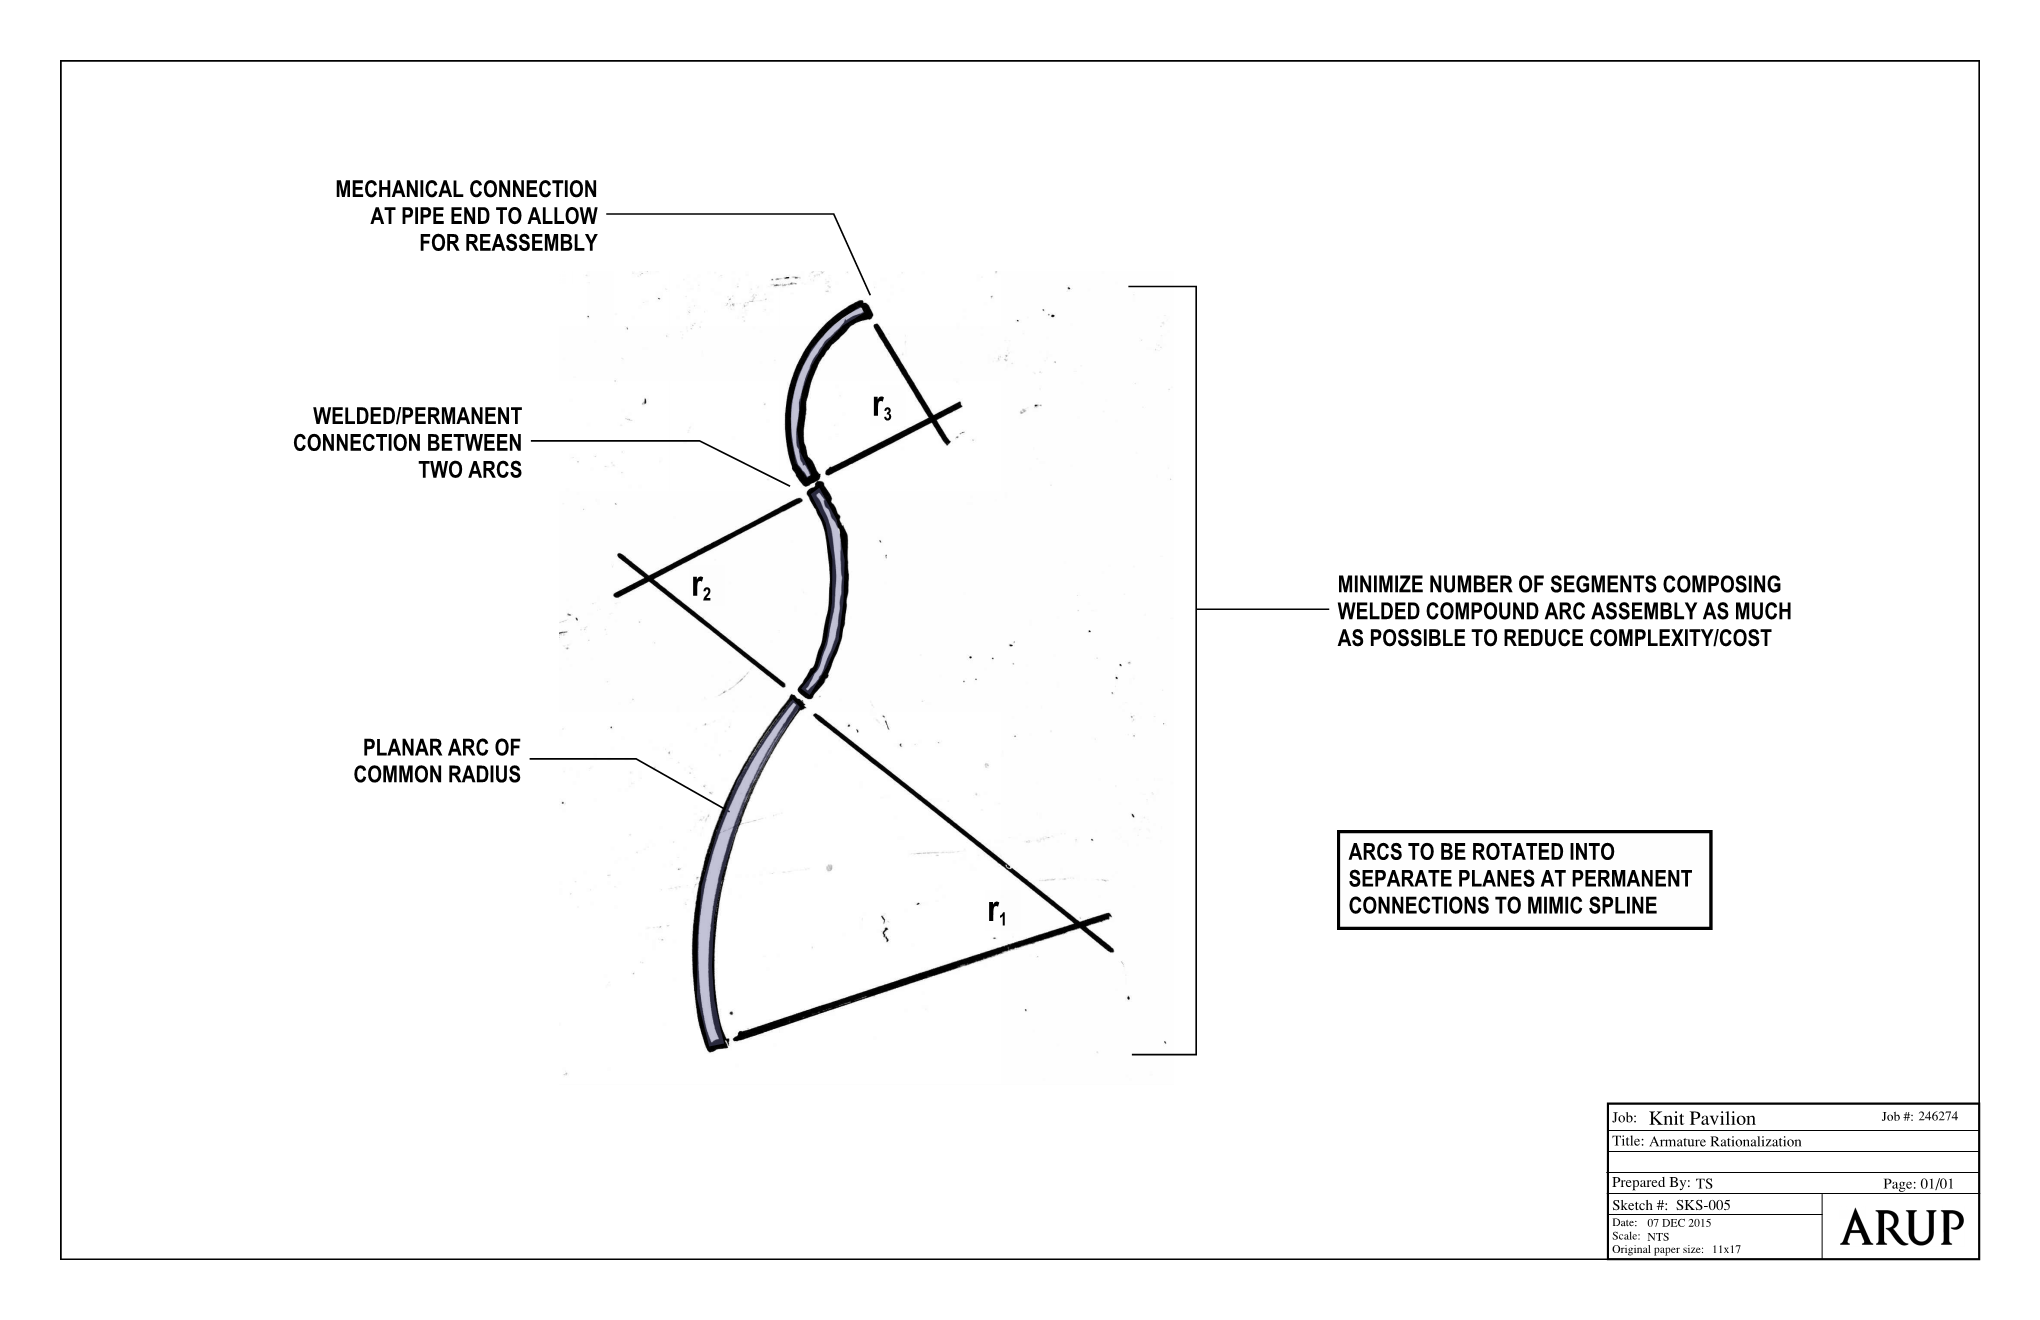 MECHANICAL CONNECTION
AT PIPE END TO ALLOW
FOR REASSEMBLY
r3
WELDED/PERMANENT
CONNECTION BETWEEN
TWO ARCS
r2
MINIMIZE NUMBER OF SEGMENTS COMPOSING
WELDED COMPOUND ARC ASSEMBLY AS MUCH
AS POSSIBLE TO REDUCE COMPLEXITY/COST
PLANAR ARC OF
COMMON RADIUS
ARCS TO BE ROTATED INTO
SEPARATE PLANES AT PERMANENT
CONNECTIONS TO MIMIC SPLINE
r1
Job: Knit Pavilion Job #: 246274
Title: Armature Rationalization
Prepared By: TS Page: 01/01
Sketch #: SKS-005
Date: 07 DEC 2015
Scale: NTS
Original paper size: 11x17
ARUP